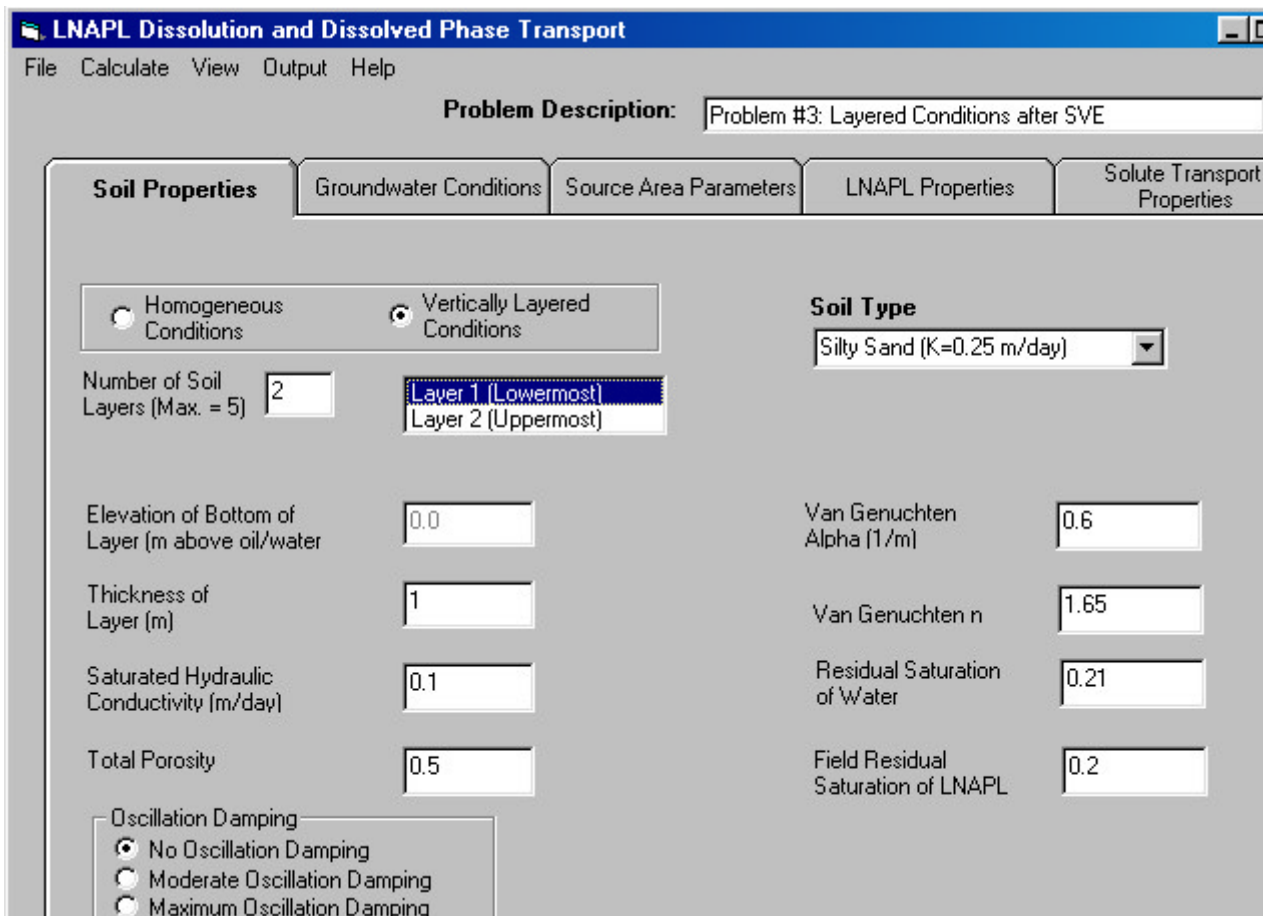 LNAPL Dissolution and Dissolved Phase Transport
File Calculate View Output Help
Problem Description: Problem #3: Layered Conditions after SVE
Soil Properties
Groundwater Conditions
Source Area Parameters
LNAPL Properties
Solute Transport
Properties
Homogeneous
Conditions
Vertically Layered
Conditions
Soil Type
Silty Sand (K=0.25 m/day)
Number of Soil
Layers (Max. = 5)
2
Layer 1 (Lowermost)
Layer 2 (Uppermost)
Elevation of Bottom of
Layer (m above oil/water
0.0
Van Genuchten
Alpha (1/m)
0.6
Thickness of
Layer (m)
1
Van Genuchten n
1.65
Saturated Hydraulic
Conductivity (m/day)
0.1
Residual Saturation
of Water
0.21
Total Porosity
0.5
Field Residual
Saturation of LNAPL
0.2
Oscillation Damping
No Oscillation Damping
Moderate Oscillation Damping
Maximum Oscillation Damping